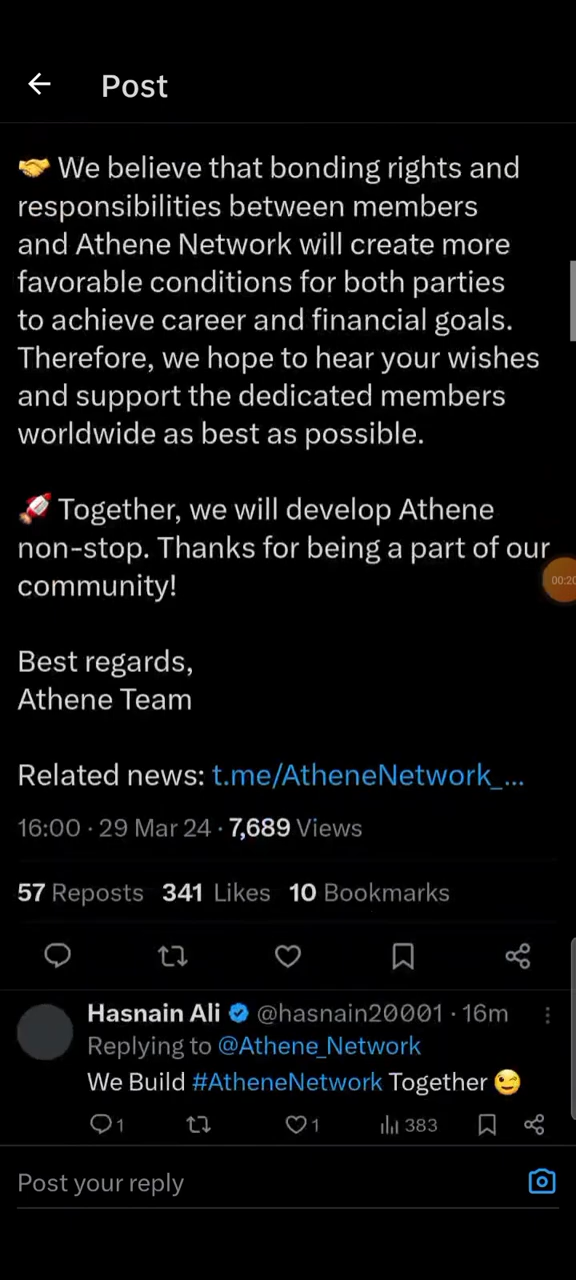 Post
🤝 We believe that bonding rights and
responsibilities between members
and Athene Network will create more
favorable conditions for both parties
to achieve career and financial goals.
Therefore, we hope to hear your wishes
and support the dedicated members
worldwide as best as possible.
🚀 Together, we will develop Athene
non-stop. Thanks for being a part of our
community!
00:20
Best regards,
Athene Team
Related news: t.me/AtheneNetwork_...
16:00 · 29 Mar 24 · 7,689 Views
57 Reposts 341 Likes 10 Bookmarks
Hasnain Ali @hasnain20001 · 16m
Replying to @Athene_Network
We Build #AtheneNetwork Together 😉
1 1 383
Post your reply